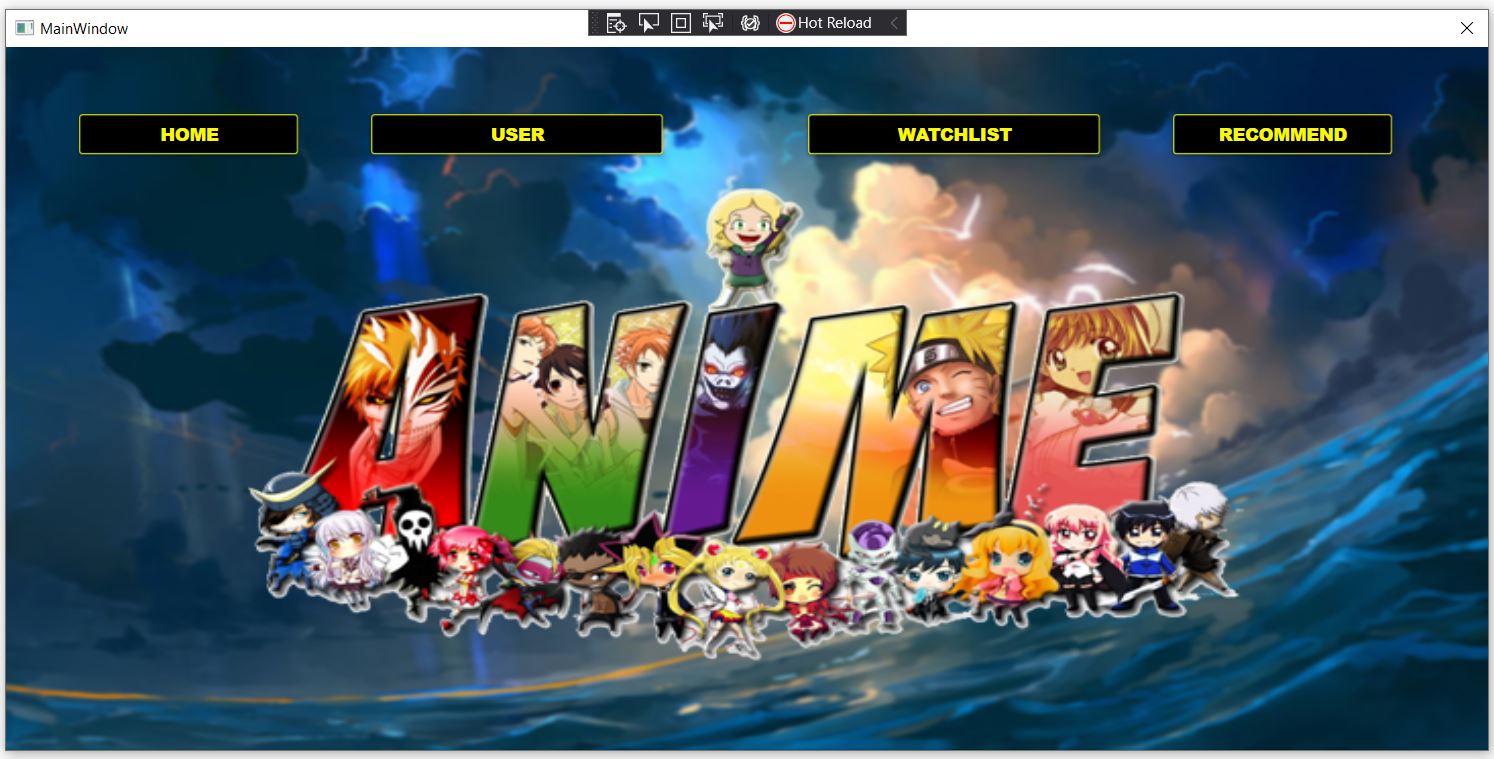 MainWindow
Hot Reload
HOME
USER
WATCHLIST
RECOMMEND
ANIME